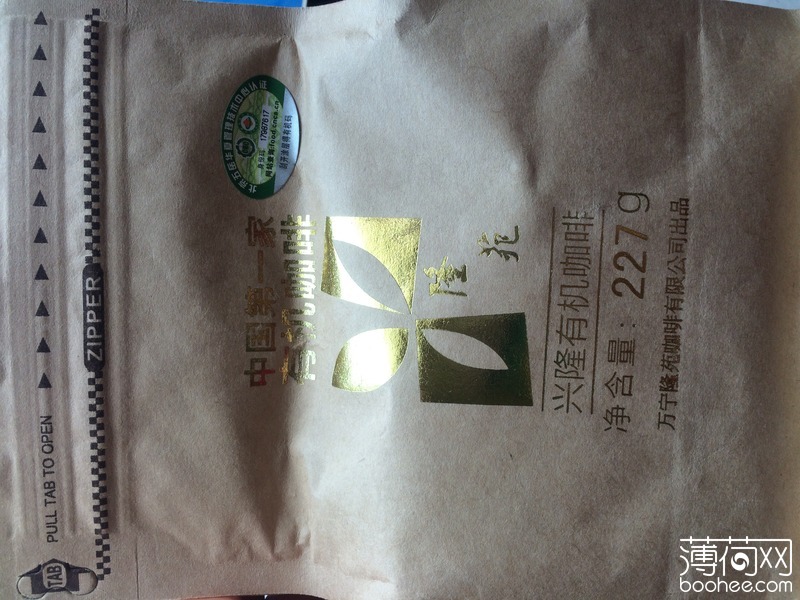 TAB
PULL TAB TO OPEN
ZIPPER
17997617
中国第一家
有机咖啡
隆苑
兴隆有机咖啡
净含量：227g
万宁隆苑咖啡有限公司出品
薄荷网
boohee.com